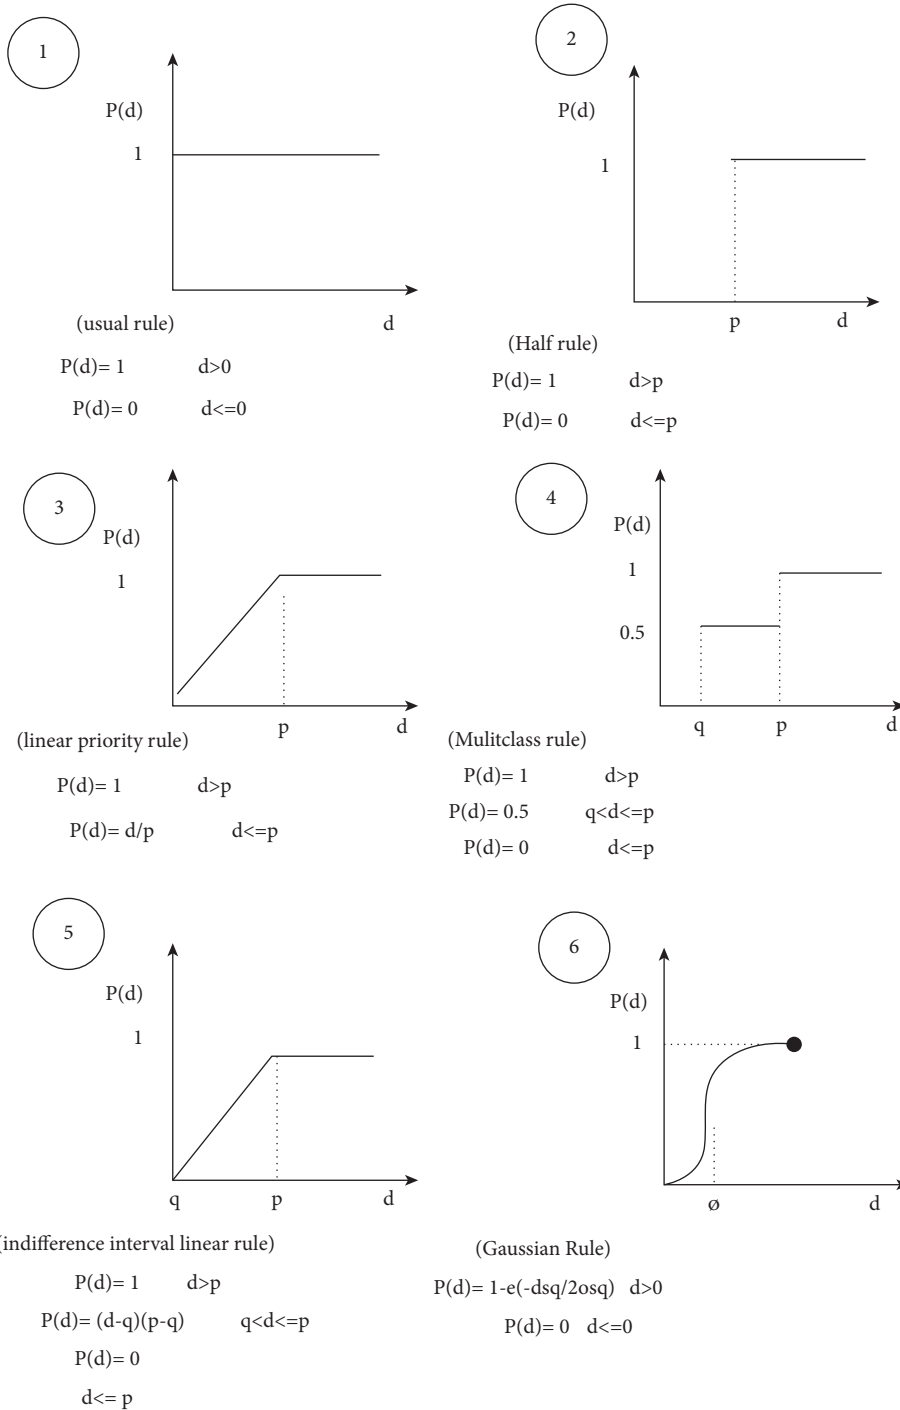 1
P(d)
1
(usual rule) d
P(d)= 1 d>0
P(d)= 0 d<=0
2
P(d)
1
p d
(Half rule)
P(d)= 1 d>p
P(d)= 0 d<=p
3
P(d)
1
p d
(linear priority rule)
P(d)= 1 d>p
P(d)= d/p d<=p
4
P(d)
1
0.5
q p d
(Mulitclass rule)
P(d)= 1 d>p
P(d)= 0.5 q<d<=p
P(d)= 0 d<=p
5
P(d)
1
q p d
(indifference interval linear rule)
P(d)= 1 d>p
P(d)= (d-q)(p-q) q<d<=p
P(d)= 0
d<= p
6
P(d)
1
ø d
(Gaussian Rule)
P(d)= 1-e(-dsq/2osq) d>0
P(d)= 0 d<=0